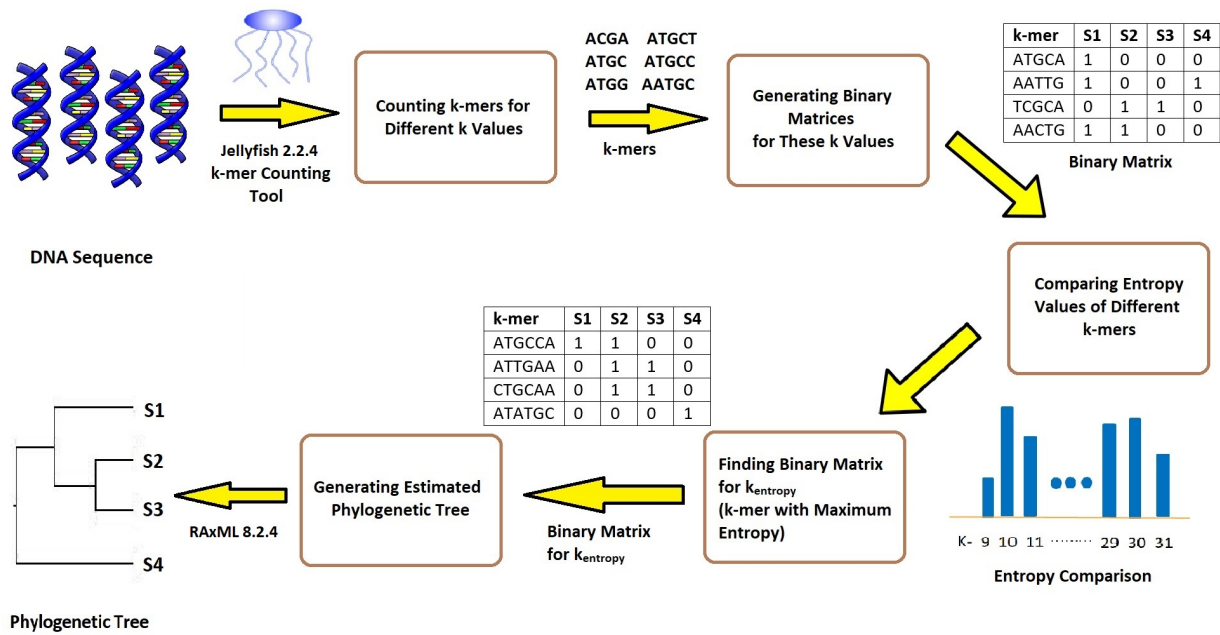 Jellyfish 2.2.4
k-mer Counting
Tool
DNA Sequence
Counting k-mers for
Different k Values
ACGA ATGCT
ATGC ATGCC
ATGG AATGC
k-mers
Generating Binary
Matrices
for These k Values
k-mer S1 S2 S3 S4
ATGCA 1 0 0 0
AATTG 1 0 0 1
TCGCA 0 1 1 0
AACTG 1 1 0 0
Binary Matrix
Comparing Entropy
Values of Different
k-mers
K- 9 10 11 ......... 29 30 31
Entropy Comparison
Finding Binary Matrix
for kentropy
(k-mer with Maximum
Entropy)
k-mer S1 S2 S3 S4
ATGCCA 1 1 0 0
ATTGAA 0 1 1 0
CTGCAA 0 1 1 0
ATATGC 0 0 0 1
Binary Matrix
for kentropy
Generating Estimated
Phylogenetic Tree
RAxML 8.2.4
S1
S2
S3
S4
Phylogenetic Tree